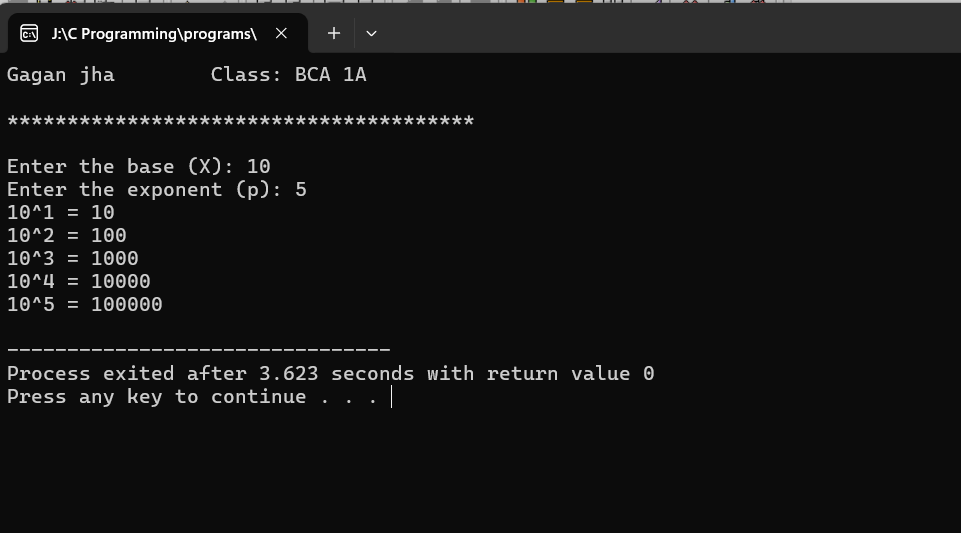 J:\C Programming\programs\
Gagan jha        Class: BCA 1A
***************************************
Enter the base (X): 10
Enter the exponent (p): 5
10^1 = 10
10^2 = 100
10^3 = 1000
10^4 = 10000
10^5 = 100000
--------------------------------
Process exited after 3.623 seconds with return value 0
Press any key to continue . . .